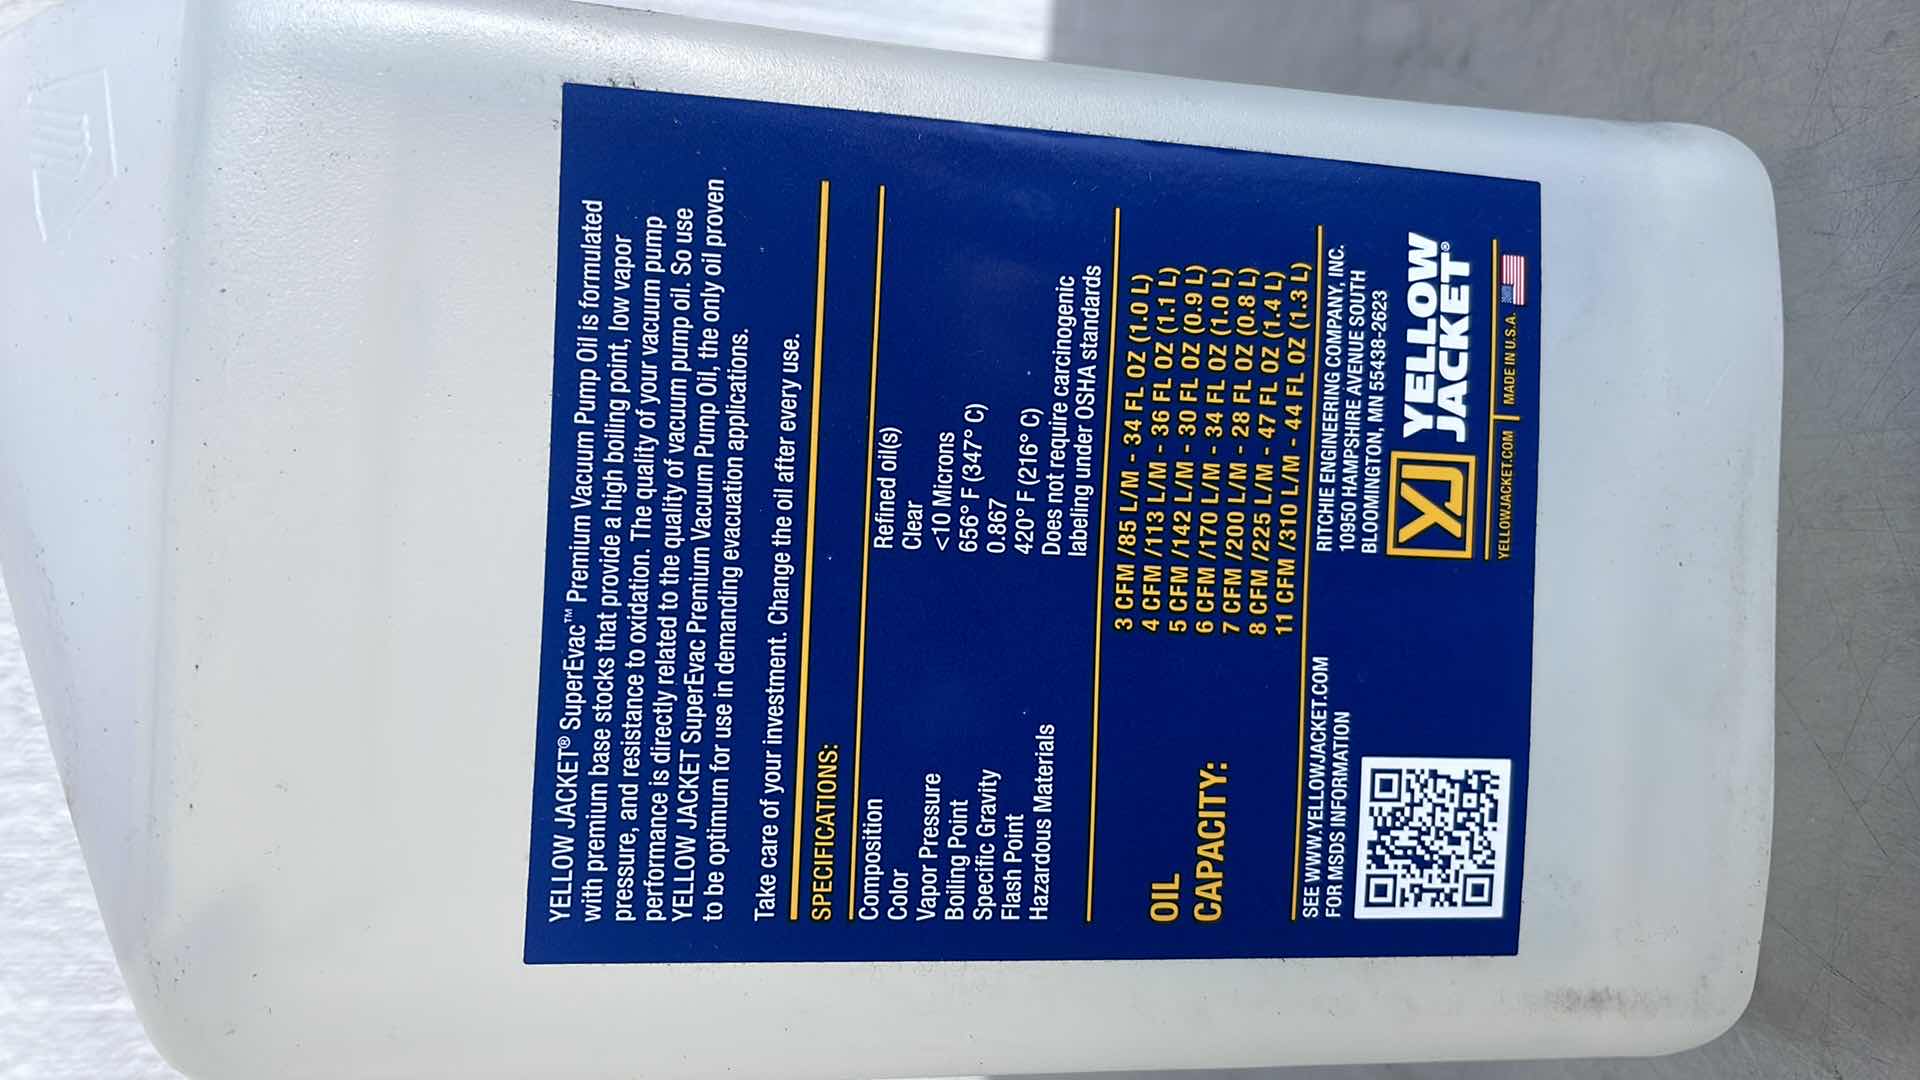 YELLOW JACKET® SuperEvac™ Premium Vacuum Pump Oil is formulated
with premium base stocks that provide a high boiling point, low vapor
pressure, and resistance to oxidation. The quality of your vacuum pump
performance is directly related to the quality of vacuum pump oil. So use
YELLOW JACKET SuperEvac Premium Vacuum Pump Oil, the only oil proven
to be optimum for use in demanding evacuation applications.
Take care of your investment. Change the oil after every use.
SPECIFICATIONS:
Composition Refined oil(s)
Color Clear
Vapor Pressure <10 Microns
Boiling Point 656° F (347° C)
Specific Gravity 0.867
Flash Point 420° F (216° C)
Hazardous Materials Does not require carcinogenic
labeling under OSHA standards
OIL
CAPACITY:
3 CFM /85 L/M - 34 FL OZ (1.0 L)
4 CFM /113 L/M - 36 FL OZ (1.1 L)
5 CFM /142 L/M - 30 FL OZ (0.9 L)
6 CFM /170 L/M - 34 FL OZ (1.0 L)
7 CFM /200 L/M - 28 FL OZ (0.8 L)
8 CFM /225 L/M - 47 FL OZ (1.4 L)
11 CFM /310 L/M - 44 FL OZ (1.3 L)
SEE WWW.YELLOWJACKET.COM
FOR MSDS INFORMATION
RITCHIE ENGINEERING COMPANY, INC.
10950 HAMPSHIRE AVENUE SOUTH
BLOOMINGTON, MN 55438-2623
YJ YELLOW
JACKET®
YELLOWJACKET.COM | MADE IN U.S.A.